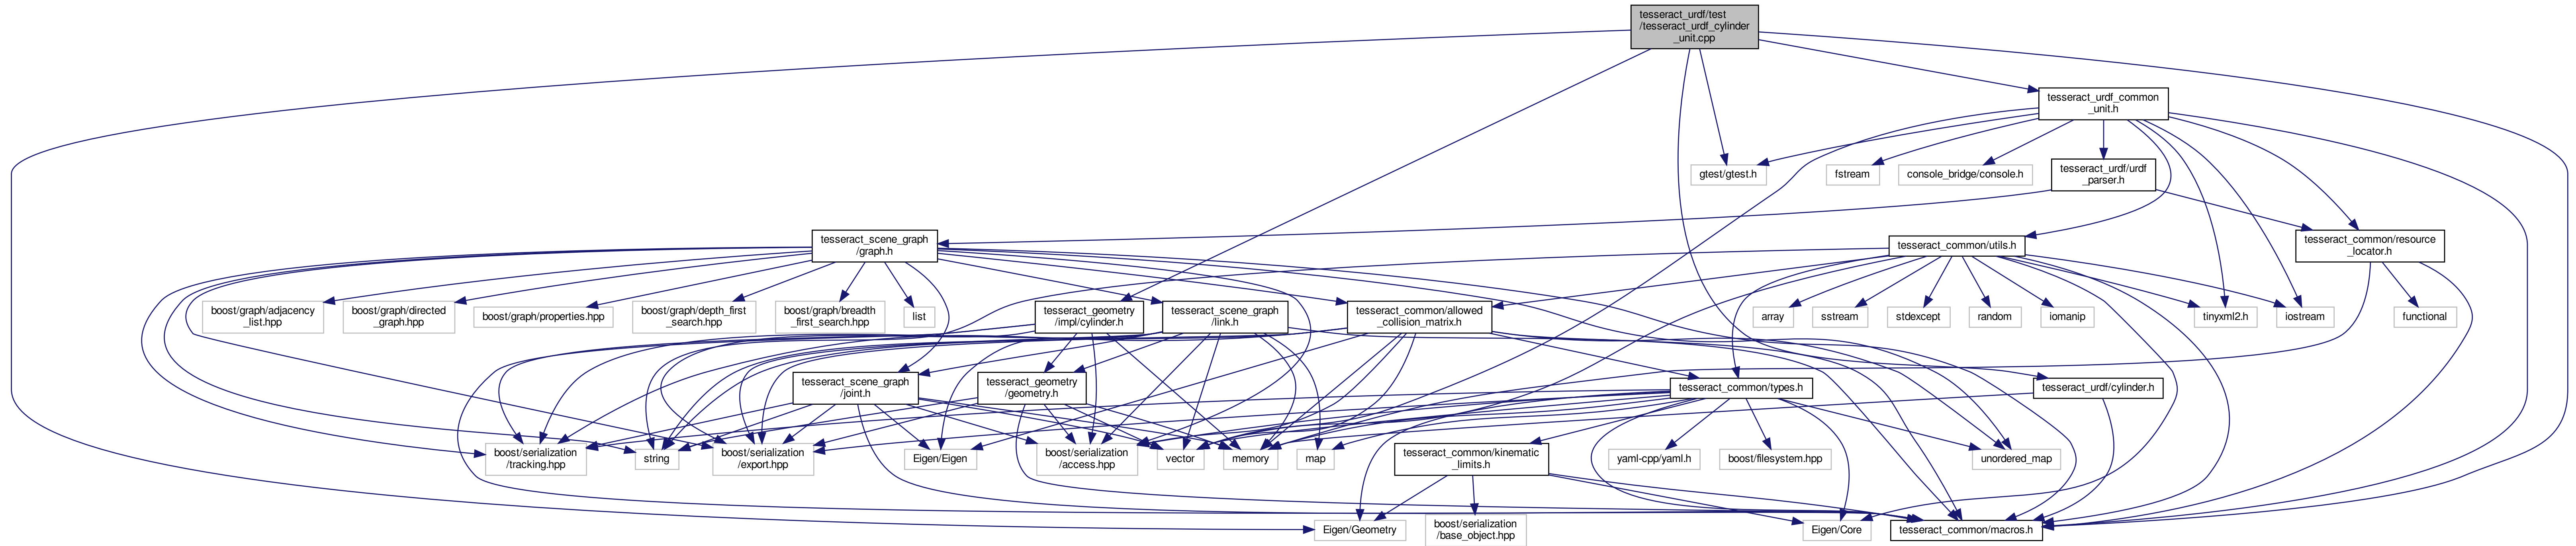 tesseract_urdf/test
/tesseract_urdf_cylinder
_unit.cpp
tesseract_urdf_common
_unit.h
gtest/gtest.h
fstream
console_bridge/console.h
tesseract_urdf/urdf
_parser.h
tesseract_scene_graph
/graph.h
tesseract_common/utils.h
tesseract_common/resource
_locator.h
boost/graph/adjacency
_list.hpp
boost/graph/directed
_graph.hpp
boost/graph/properties.hpp
boost/graph/depth_first
_search.hpp
boost/graph/breadth
_first_search.hpp
list
tesseract_geometry
/impl/cylinder.h
tesseract_scene_graph
/link.h
tesseract_common/allowed
_collision_matrix.h
array
sstream
stdexcept
random
iomanip
tinyxml2.h
iostream
functional
tesseract_scene_graph
/joint.h
tesseract_geometry
/geometry.h
tesseract_common/types.h
tesseract_urdf/cylinder.h
boost/serialization
/tracking.hpp
string
boost/serialization
/export.hpp
Eigen/Eigen
boost/serialization
/access.hpp
vector
memory
map
tesseract_common/kinematic
_limits.h
yaml-cpp/yaml.h
boost/filesystem.hpp
unordered_map
Eigen/Geometry
boost/serialization
/base_object.hpp
Eigen/Core
tesseract_common/macros.h